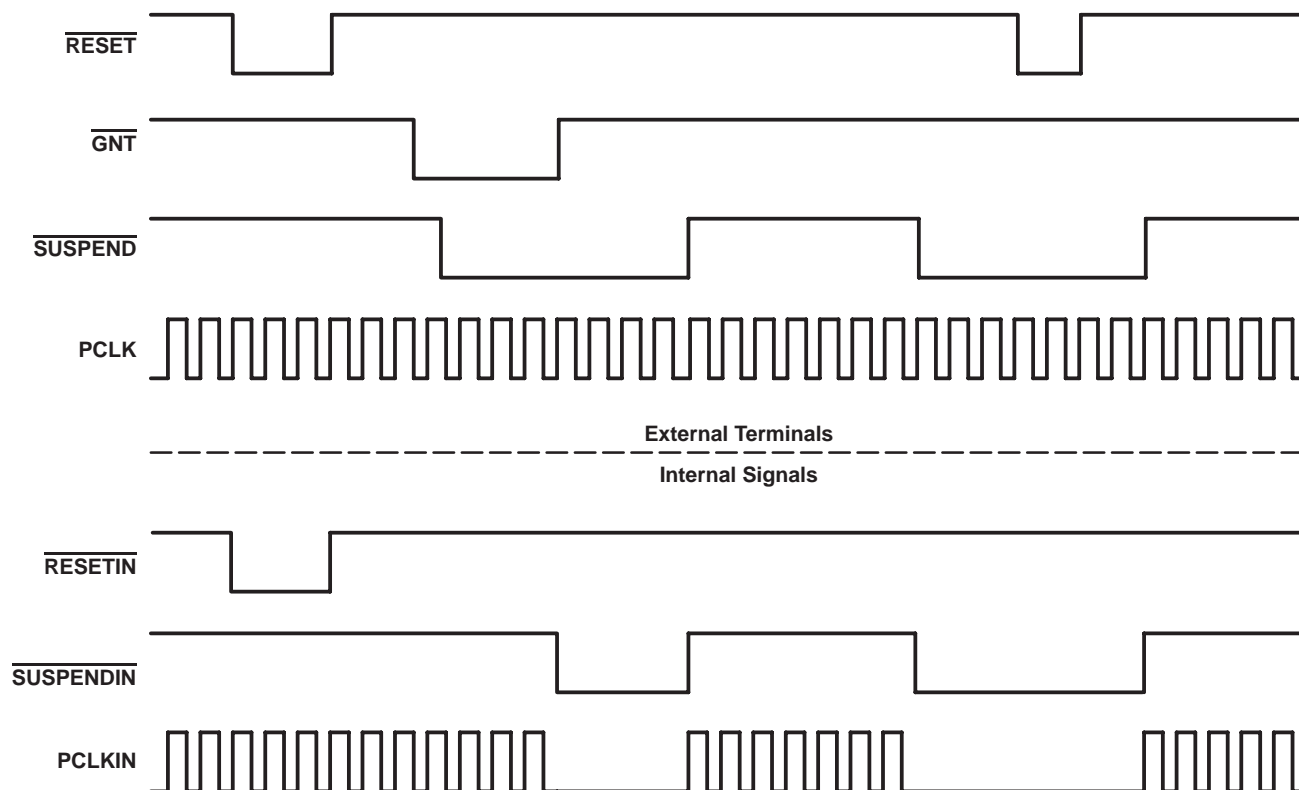 RESET
GNT
SUSPEND
PCLK
External Terminals
Internal Signals
RESETIN
SUSPENDIN
PCLKIN